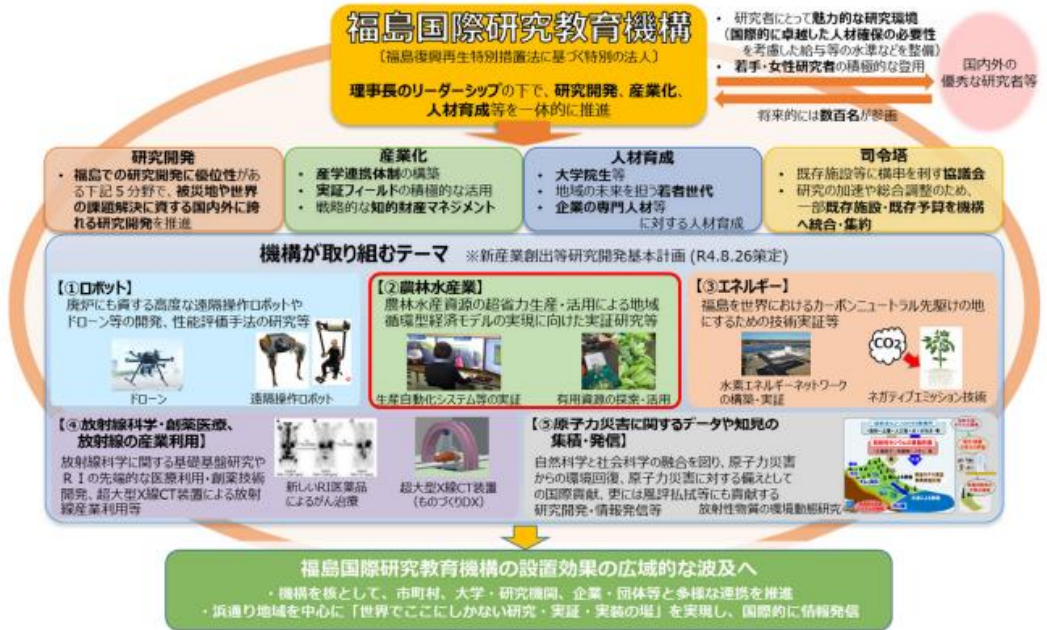 福島国際研究教育機構
〔福島復興再生特別措置法に基づく特別の法人〕
理事長のリーダーシップの下で、研究開発、産業化、
人材育成等を一体的に推進
• 研究者にとって魅力的な研究環境
(国際的に卓越した人材確保の必要性
を考慮した給与等の水準などを整備)
• 若手・女性研究者の積極的な登用
将来的には数百名が参画
国内外の
優秀な研究者等
研究開発
• 福島での研究開発に優位性があ
る下記5分野で、被災地や世界
の課題解決に資する国内外に誇
れる研究開発を推進
産業化
• 産学連携体制の構築
• 実証フィールドの積極的な活用
• 戦略的な知的財産マネジメント
人材育成
• 大学院生等
• 地域の未来を担う若者世代
• 企業の専門人材等
に対する人材育成
司令塔
• 既存施設等に横串を刺す協議会
• 研究の加速や総合調整のため、
一部既存施設・既存予算を機構
へ統合・集約
機構が取り組むテーマ ※新産業創出等研究開発基本計画 (R4.8.26策定)
【①ロボット】
廃炉にも資する高度な遠隔操作ロボットや
ドローン等の開発、性能評価手法の研究等
ドローン
遠隔操作ロボット
【②農林水産業】
農林水産資源の超省力生産・活用による地域
循環型経済モデルの実現に向けた実証研究等
生産自動化システム等の実証
有用資源の探索・活用
【③エネルギー】
福島を世界におけるカーボンニュートラル先駆けの地
にするための技術実証等
CO2
水素エネルギーネットワーク
の構築・実証
ネガティブエミッション技術
【④放射線科学・創薬医療、
放射線の産業利用】
放射線科学に関する基礎基盤研究や
RIの先端的な医療利用・創薬技術
開発、超大型X線CT装置による放射
線産業利用等
新しいRI医薬品
によるがん治療
超大型X線CT装置
(ものづくりDX)
【⑤原子力災害に関するデータや知見の
集積・発信】
自然科学と社会科学の融合を図り、原子力災害
からの環境回復、原子力災害に対する備えとし
ての国際貢献、更には風評払拭等にも貢献する
研究開発・情報発信等
放射性物質の環境動態研究
福島国際研究教育機構の設置効果の広域的な波及へ
・機構を核として、市町村、大学・研究機関、企業・団体等と多様な連携を推進
・浜通り地域を中心に「世界でここにしかない研究・実証・実装の場」を実現し、国際的に情報発信